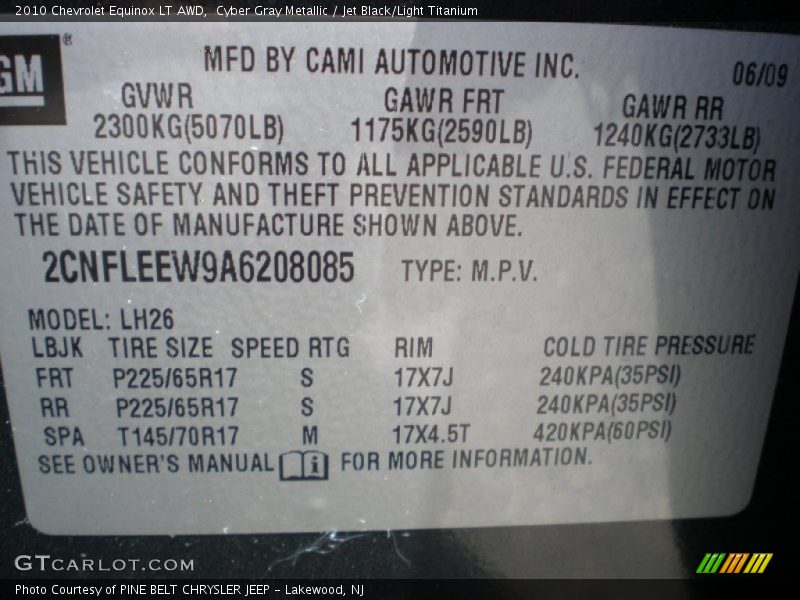 2010 Chevrolet Equinox LT AWD, Cyber Gray Metallic / Jet Black/Light Titanium
GM®
MFD BY CAMI AUTOMOTIVE INC.
06/09
GVWR GAWR FRT GAWR RR
2300KG(5070LB) 1175KG(2590LB) 1240KG(2733LB)
THIS VEHICLE CONFORMS TO ALL APPLICABLE U.S. FEDERAL MOTOR
VEHICLE SAFETY AND THEFT PREVENTION STANDARDS IN EFFECT ON
THE DATE OF MANUFACTURE SHOWN ABOVE.
2CNFLEEW9A6208085 TYPE: M.P.V.
MODEL: LH26
LBJK TIRE SIZE SPEED RTG RIM COLD TIRE PRESSURE
FRT P225/65R17 S 17X7J 240KPA(35PSI)
RR P225/65R17 S 17X7J 240KPA(35PSI)
SPA T145/70R17 M 17X4.5T 420KPA(60PSI)
SEE OWNER'S MANUAL i FOR MORE INFORMATION.
GTCARLOT.COM
Photo Courtesy of PINE BELT CHRYSLER JEEP - Lakewood, NJ